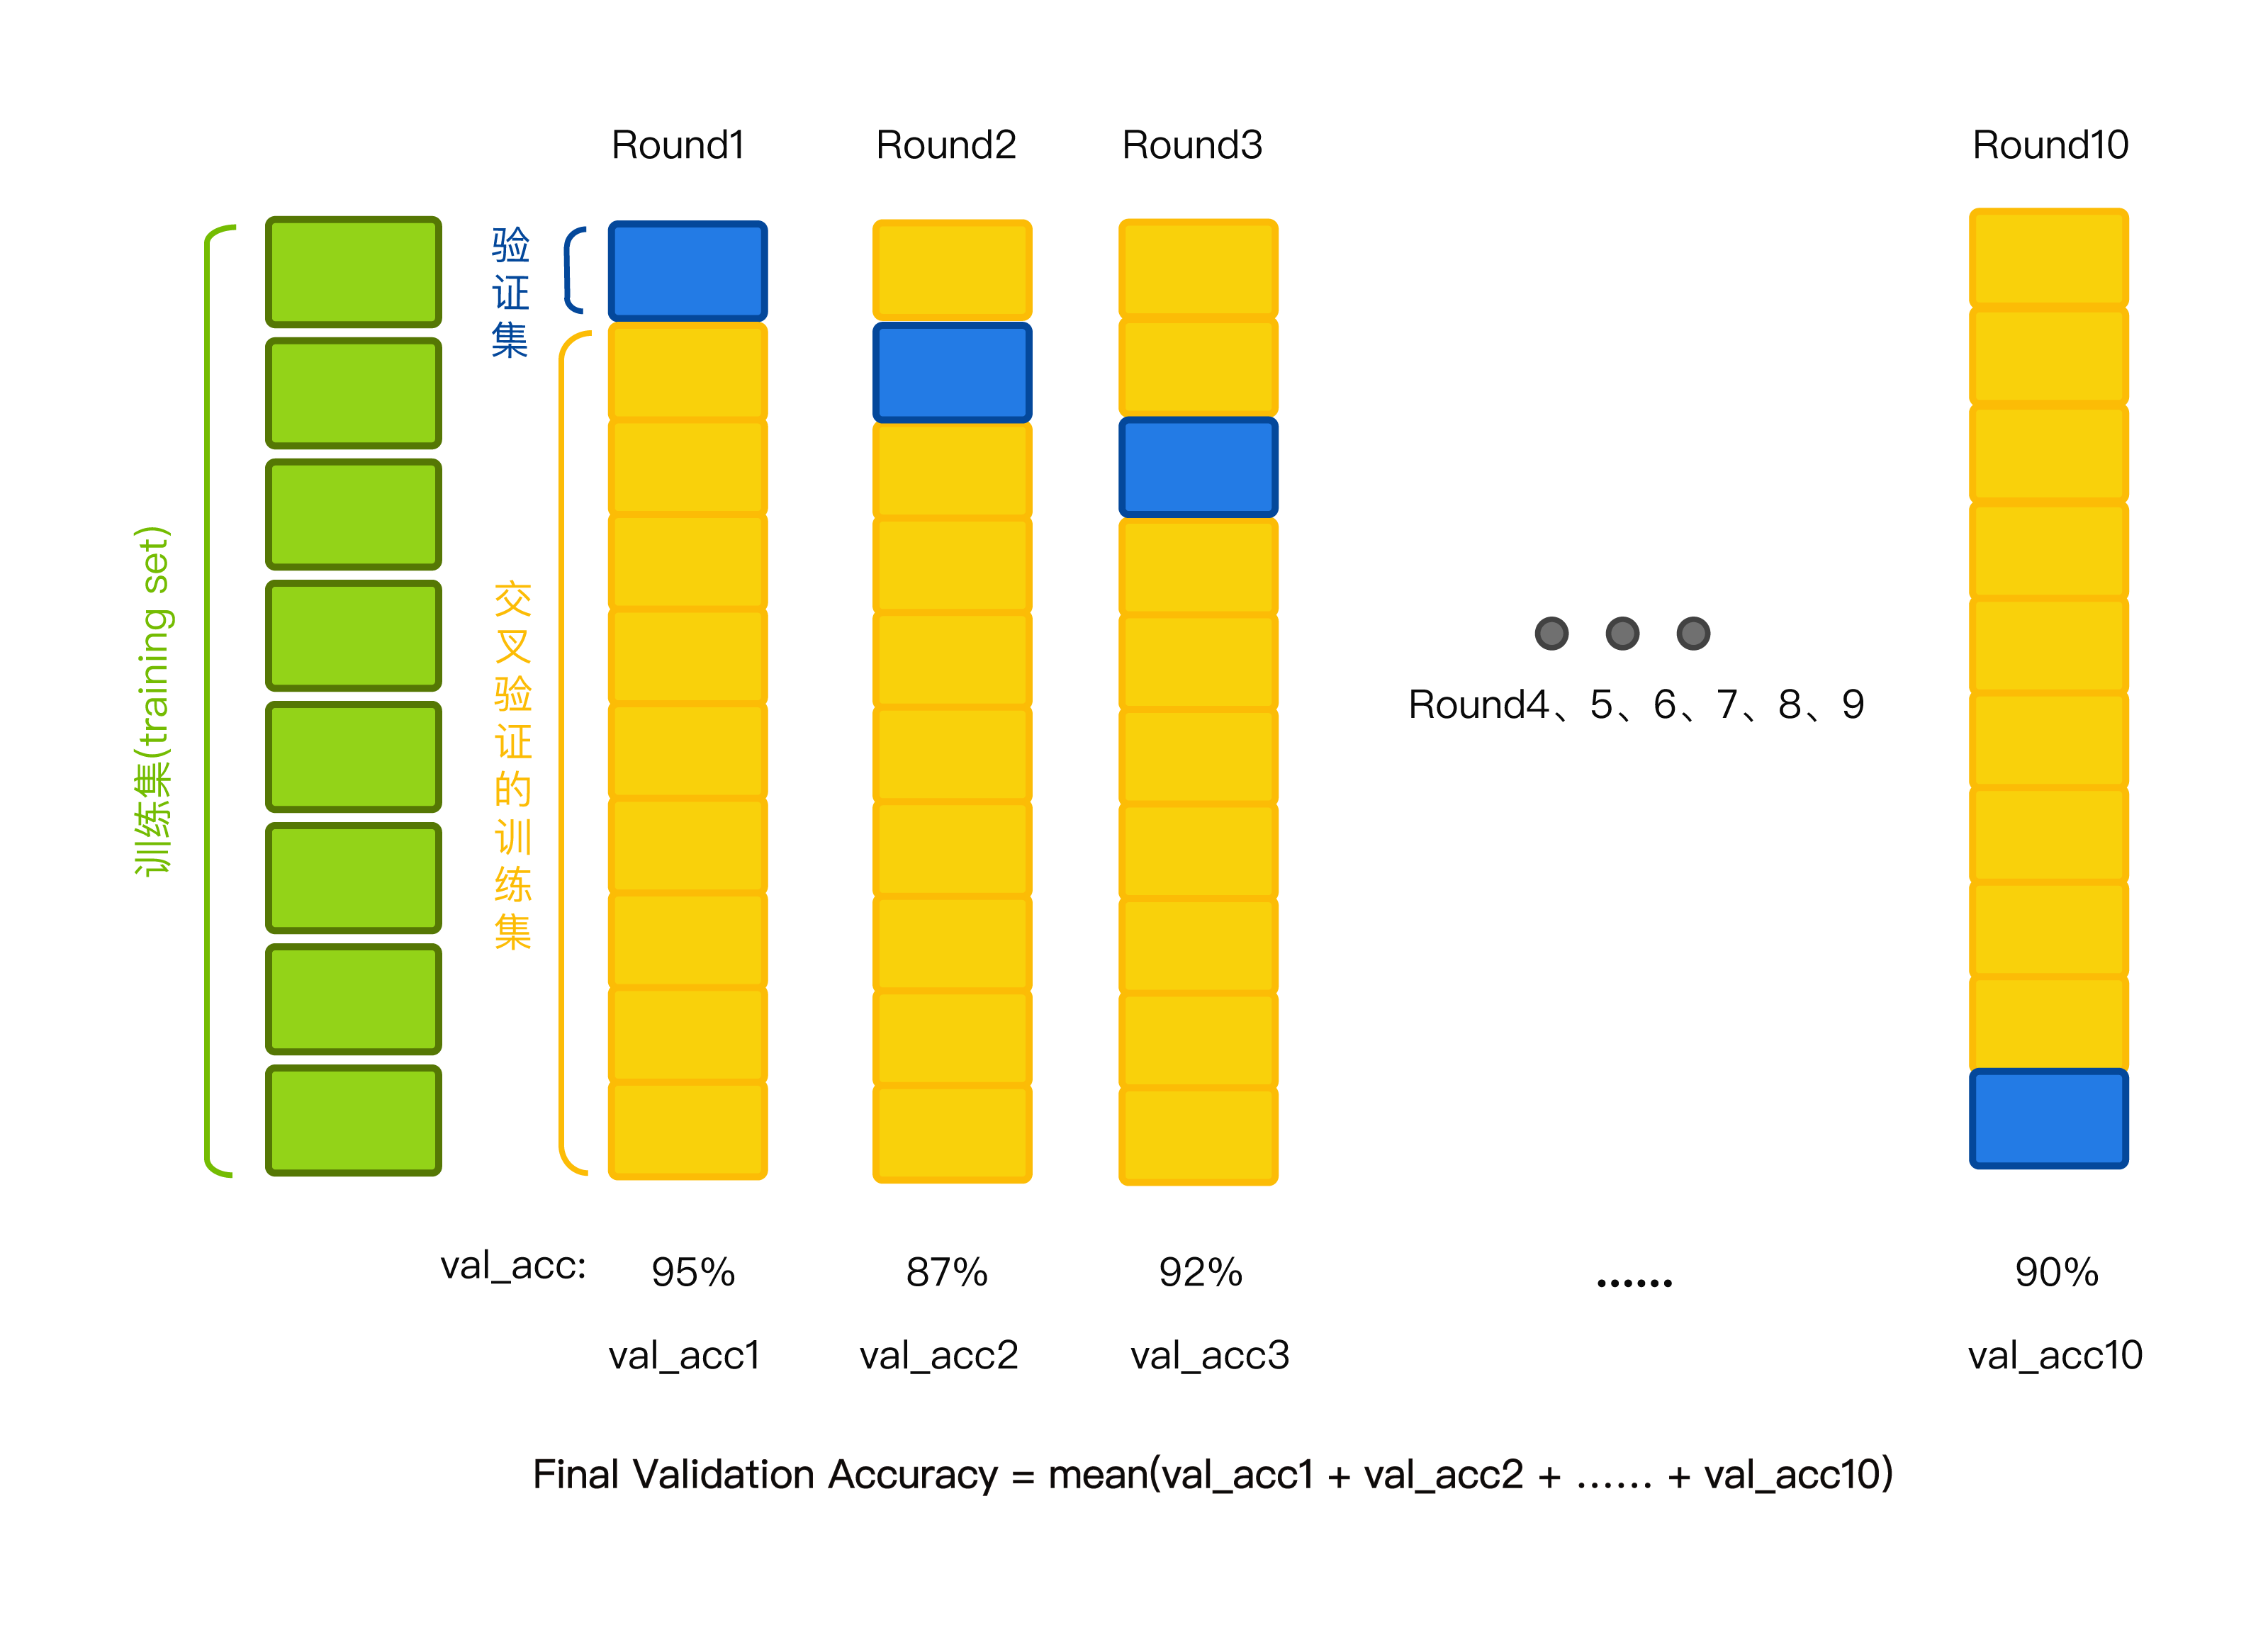 Round1
Round2
Round3
Round10
训练集(training set)
验证集
交叉验证的训练集
Round4、5、6、7、8、9
val_acc:
95%
87%
92%
......
90%
val_acc1
val_acc2
val_acc3
val_acc10
Final Validation Accuracy = mean(val_acc1 + val_acc2 + ...... + val_acc10)